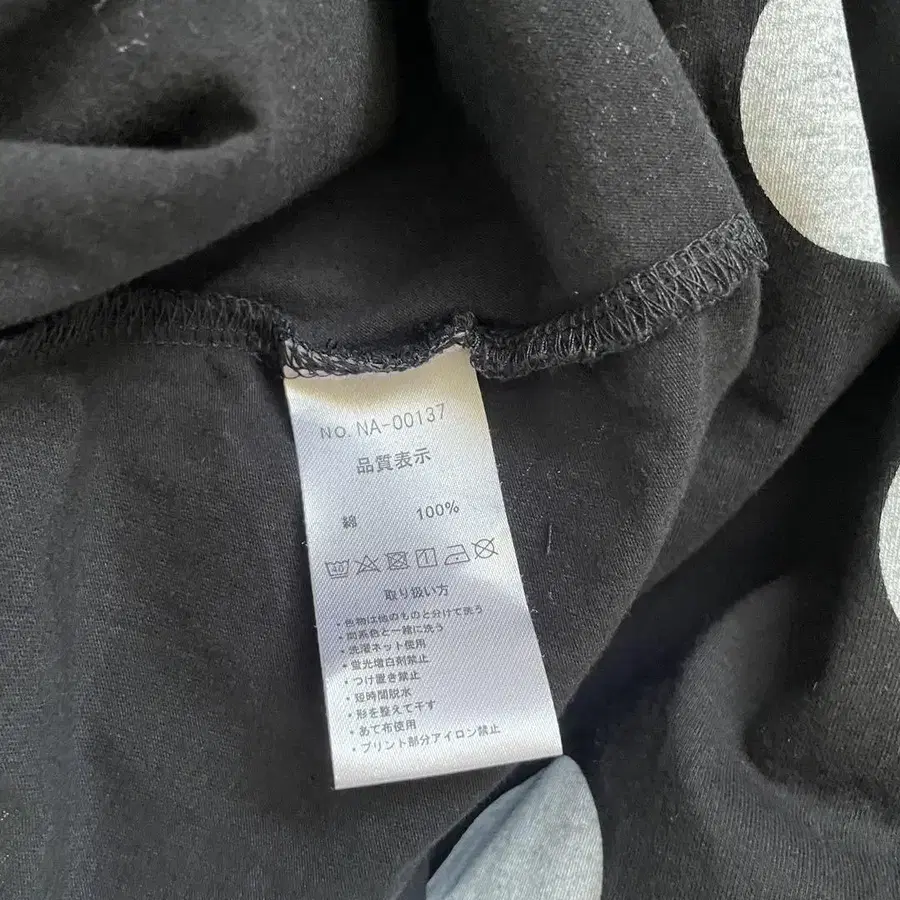 No. NA-00137
品質表示
綿 100%
取り扱い方
・色物は他のものと分けて洗う
・同系色と一緒に洗う
・洗濯ネット使用
・蛍光増白剤禁止
・つけ置き禁止
・短時間脱水
・形を整えて干す
・あて布使用
・プリント部分アイロン禁止